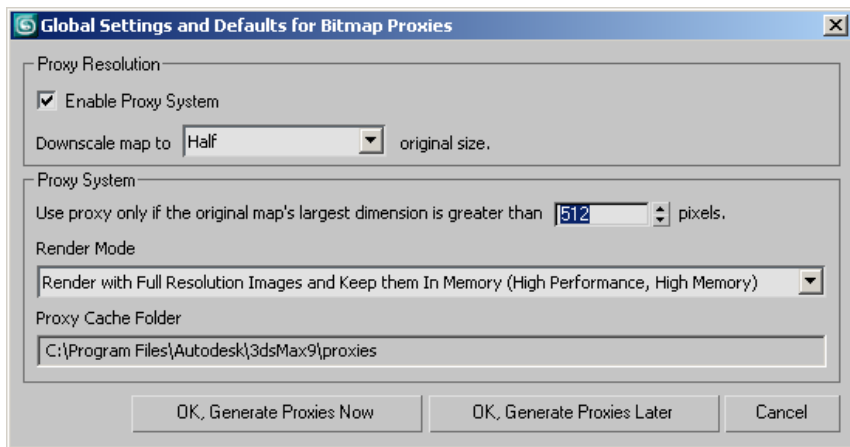 Global Settings and Defaults for Bitmap Proxies
Proxy Resolution
Enable Proxy System
Downscale map to Half original size.
Proxy System
Use proxy only if the original map's largest dimension is greater than 512 pixels.
Render Mode
Render with Full Resolution Images and Keep them In Memory (High Performance, High Memory)
Proxy Cache Folder
C:\Program Files\Autodesk\3dsMax9\proxies
OK, Generate Proxies Now OK, Generate Proxies Later Cancel